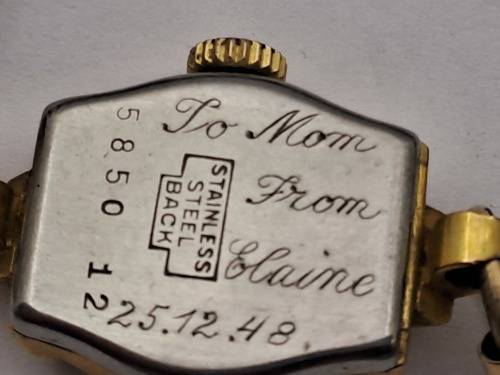 To Mom
From
Elaine
25.12.48.
STAINLESS
STEEL
BACK
5850
12